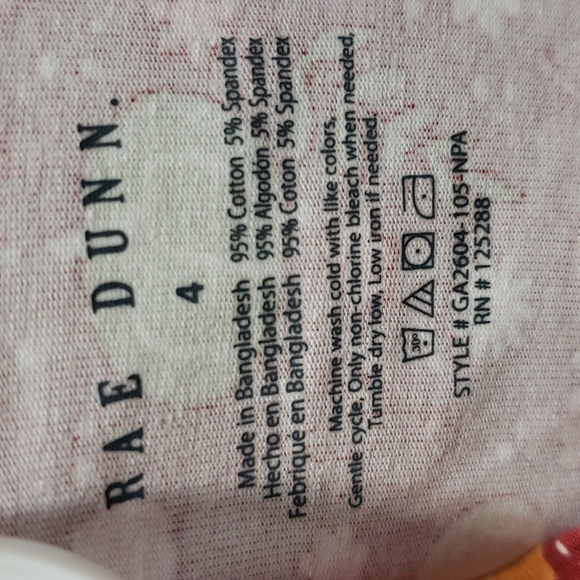 RAE DUNN.
4
Made in Bangladesh 95% Cotton 5% Spandex
Hecho en Bangladesh 95% Algodón 5% Spandex
Febriqué en Bangladesh 95% Coton 5% Spandex
Machine wash cold with like colors,
Gentle cycle, Only non-chlorine bleach when needed,
Tumble dry low, Low iron if needed.
30°
STYLE # GA2604-105-NPA
RN # 125288